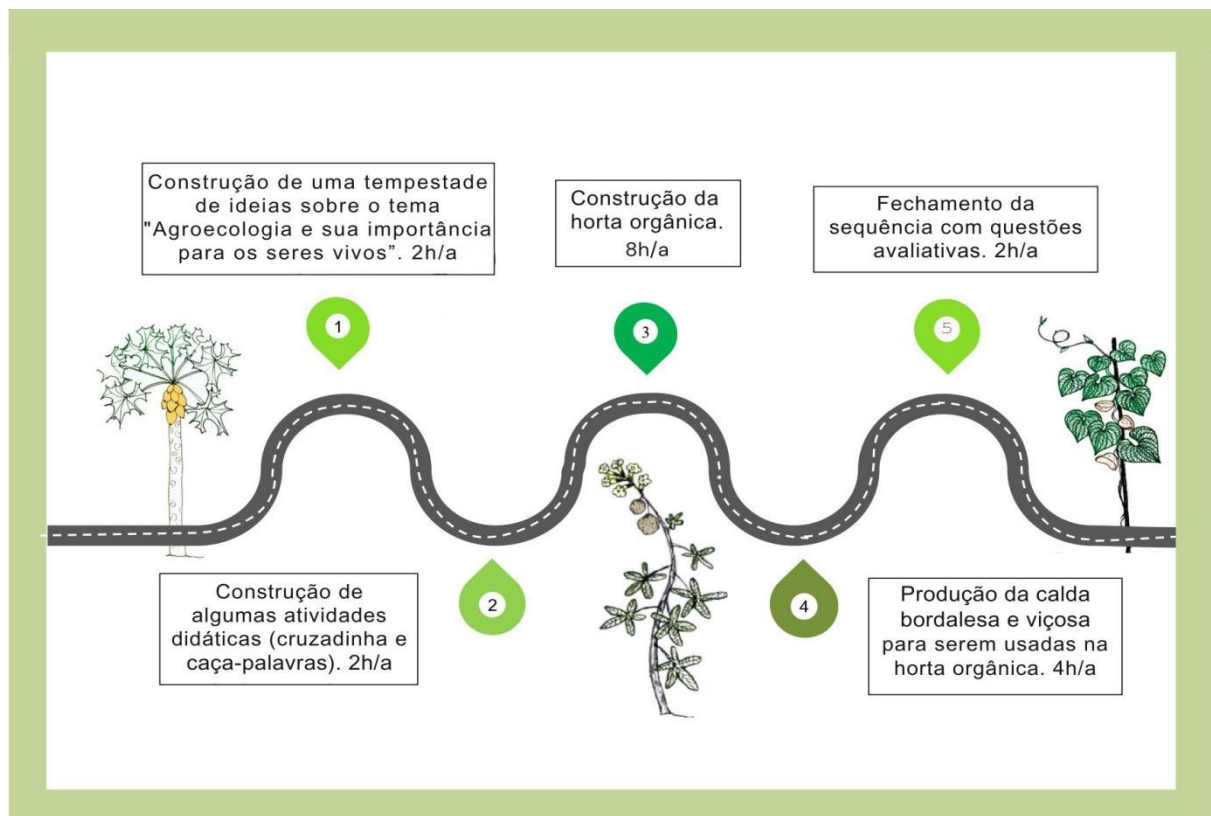 Construção de uma tempestade
de ideias sobre o tema
"Agroecologia e sua importância
para os seres vivos”. 2h/a
1
Construção de
algumas atividades
didáticas (cruzadinha e
caça-palavras). 2h/a
2
Construção da
horta orgânica.
8h/a
3
Produção da calda
bordalesa e viçosa
para serem usadas na
horta orgânica. 4h/a
4
Fechamento da
sequência com questões
avaliativas. 2h/a
5